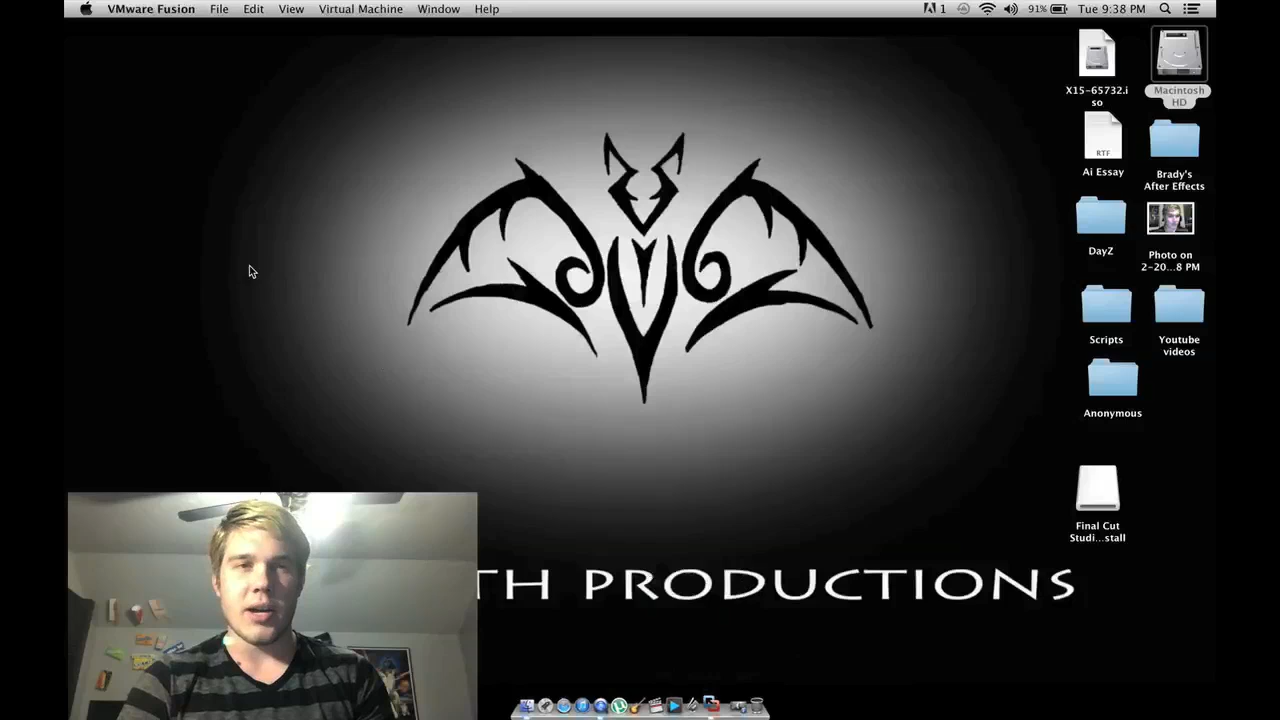 VMware Fusion File Edit View Virtual Machine Window Help 1 91% Tue 9:38 PM
X15-65732.i
so
Macintosh
HD
RTF
Ai Essay
Brady's
After Effects
DayZ
Photo on
2-20...8 PM
Scripts
Youtube
videos
Anonymous
Final Cut
Studi...stall
TH PRODUCTIONS